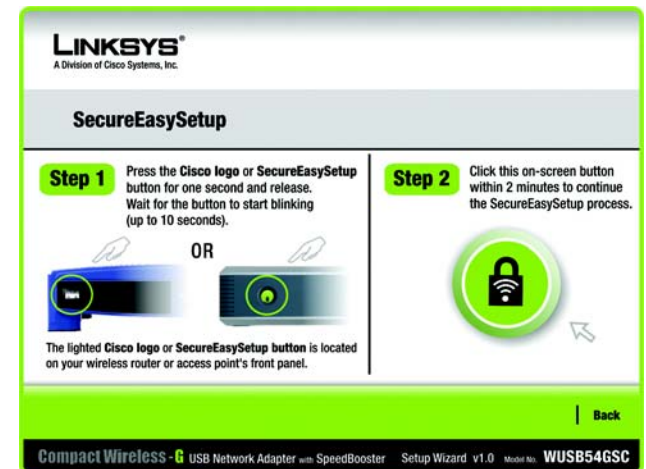 LINKSYS®
A Division of Cisco Systems, Inc.
SecureEasySetup
Step 1
Press the Cisco logo or SecureEasySetup
button for one second and release.
Wait for the button to start blinking
(up to 10 seconds).
OR
The lighted Cisco logo or SecureEasySetup button is located
on your wireless router or access point's front panel.
Step 2
Click this on-screen button
within 2 minutes to continue
the SecureEasySetup process.
Back
Compact Wireless-G USB Network Adapter with SpeedBooster Setup Wizard v1.0 Model No. WUSB54GSC